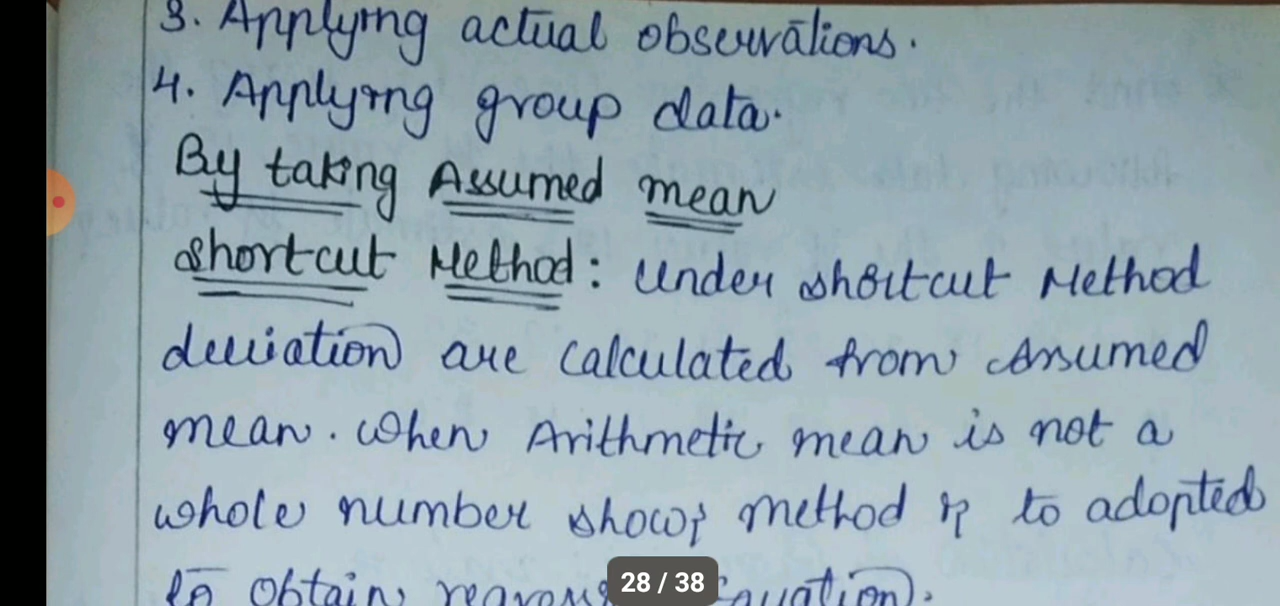 3. Applying actual observations.
4. Applying group data.
By taking Assumed mean
Shortcut Method: Under shortcut Method
deviation are calculated from Assumed
mean. When Arithmetic mean is not a
whole number show method is to adopted
to obtain
28 / 38